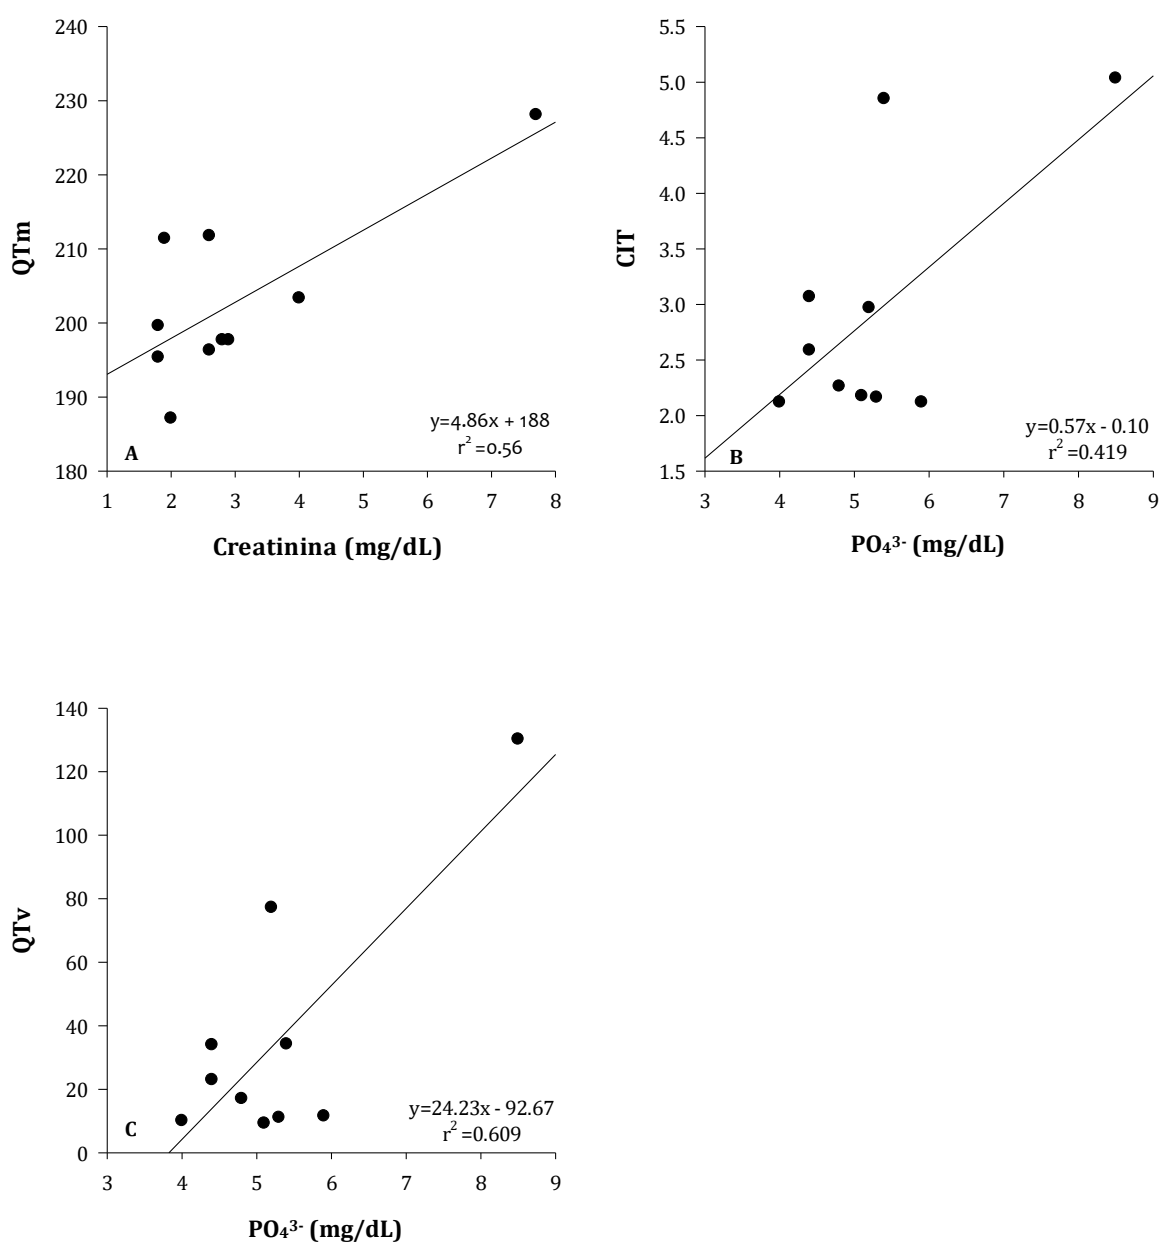 240
230
220
210
200
190
180
QTm
A
y=4.86x + 188
r²=0.56
1 2 3 4 5 6 7 8
Creatinina (mg/dL)
5.5
5.0
4.5
4.0
3.5
3.0
2.5
2.0
1.5
CIT
B
y=0.57x - 0.10
r²=0.419
3 4 5 6 7 8 9
PO₄³⁻ (mg/dL)
140
120
100
80
60
40
20
0
QTv
C
y=24.23x - 92.67
r²=0.609
3 4 5 6 7 8 9
PO₄³⁻ (mg/dL)